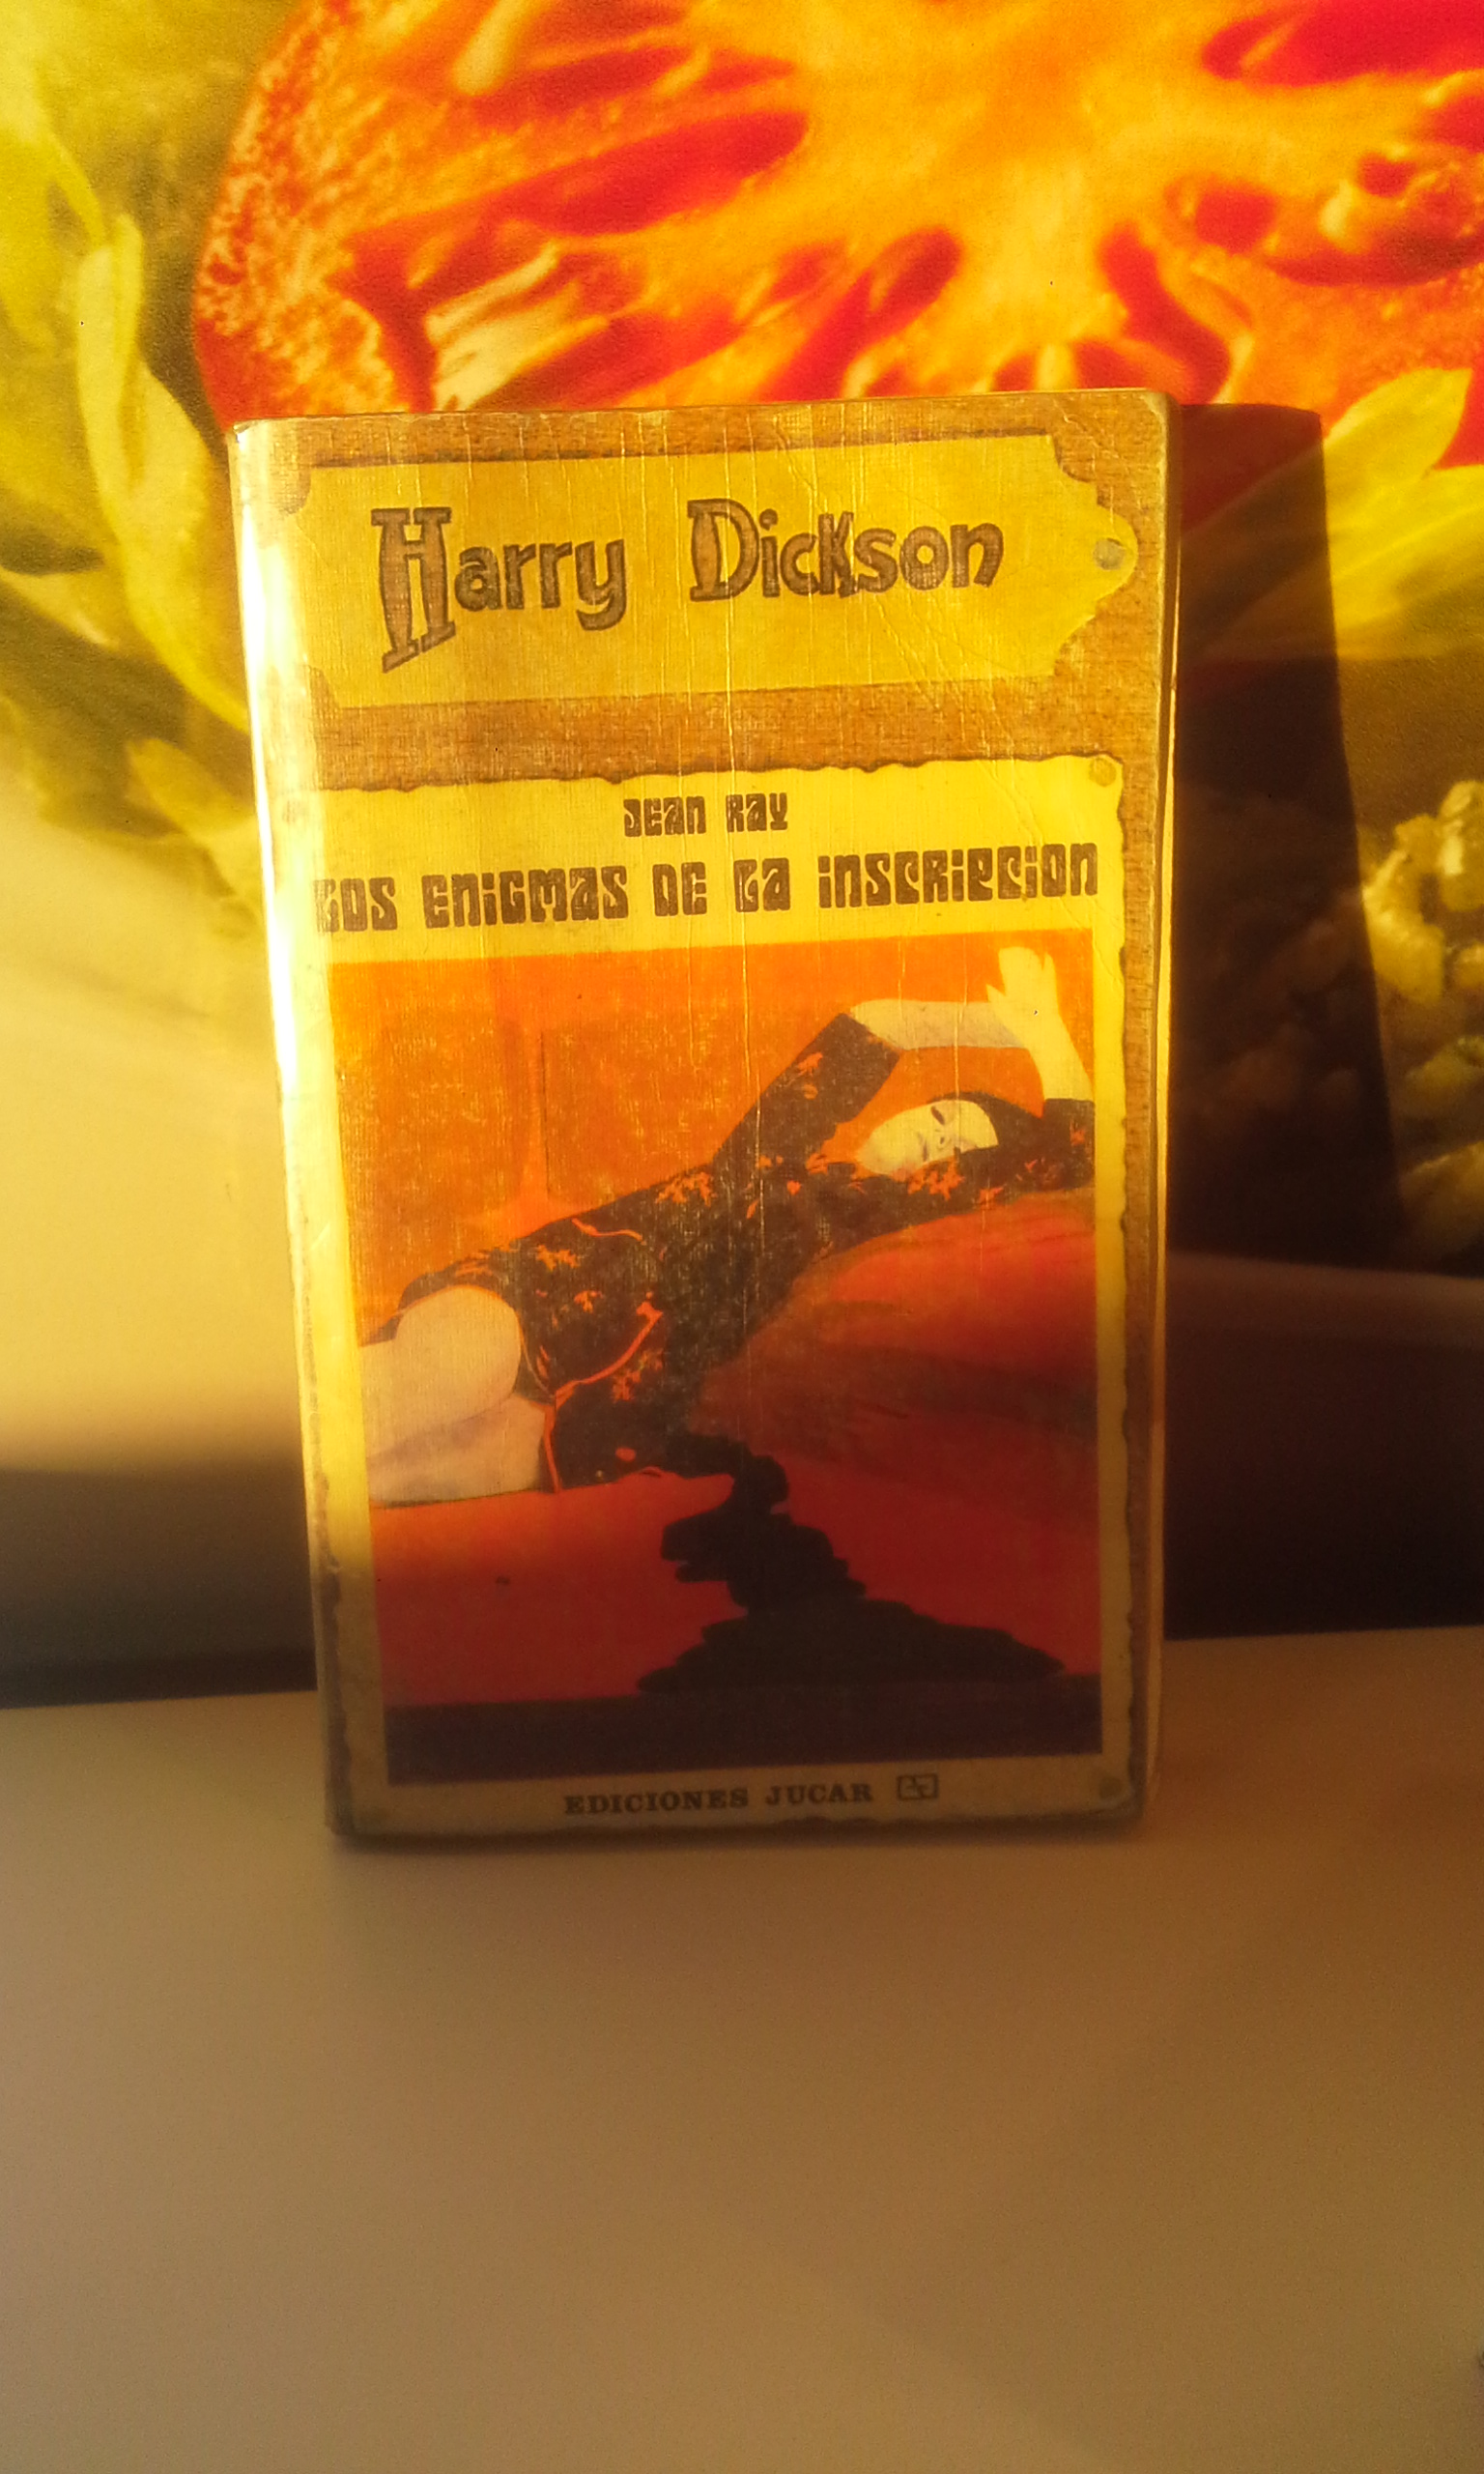 Harry Dickson
JEAN RAY
LOS ENIGMAS DE LA INSCRIPCION
EDICIONES JUCAR